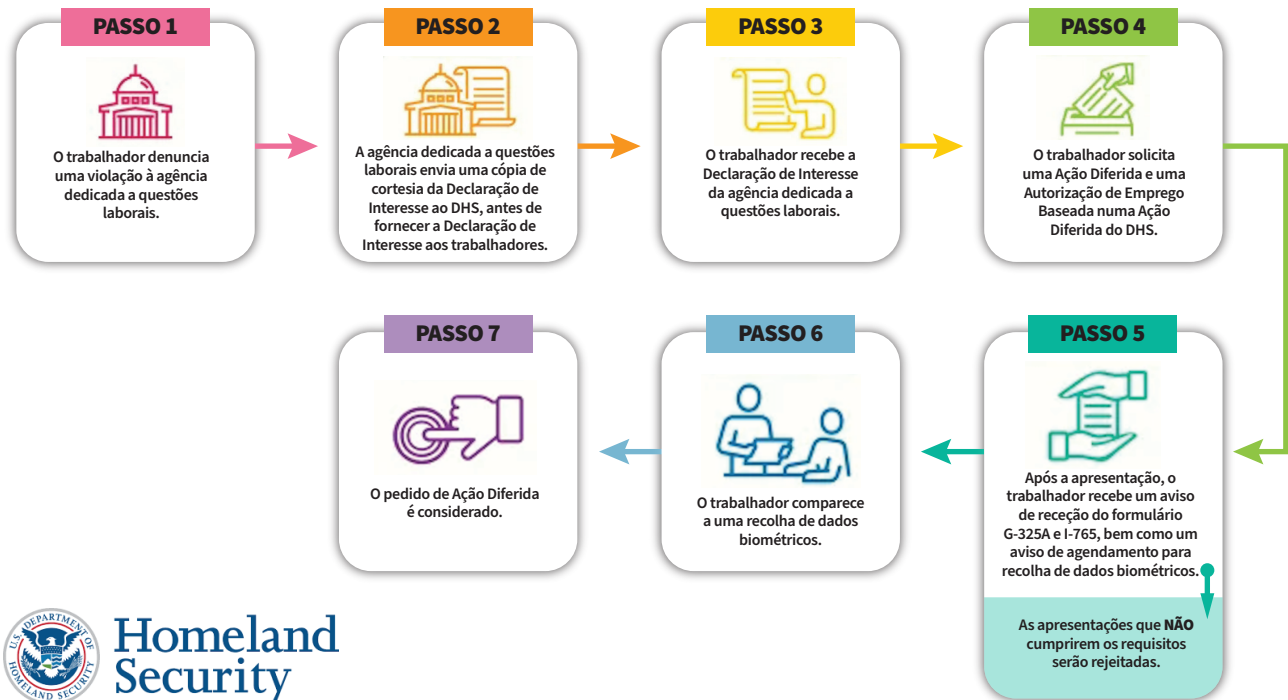 PASSO 1
O trabalhador denuncia
uma violação à agência
dedicada a questões
laborais.
PASSO 2
A agência dedicada a questões
laborais envia uma cópia de
cortesia da Declaração de
Interesse ao DHS, antes de
fornecer a Declaração de
Interesse aos trabalhadores.
PASSO 3
O trabalhador recebe a
Declaração de Interesse
da agência dedicada a
questões laborais.
PASSO 4
O trabalhador solicita
uma Ação Diferida e uma
Autorização de Emprego
Baseada numa Ação
Diferida do DHS.
PASSO 5
Após a apresentação, o
trabalhador recebe um aviso
de receção do formulário
G-325A e I-765, bem como um
aviso de agendamento para
recolha de dados biométricos.
As apresentações que NÃO
cumprirem os requisitos
serão rejeitadas.
PASSO 6
O trabalhador comparece
a uma recolha de dados
biométricos.
PASSO 7
O pedido de Ação Diferida
é considerado.
U.S. DEPARTMENT OF
HOMELAND SECURITY
Homeland
Security